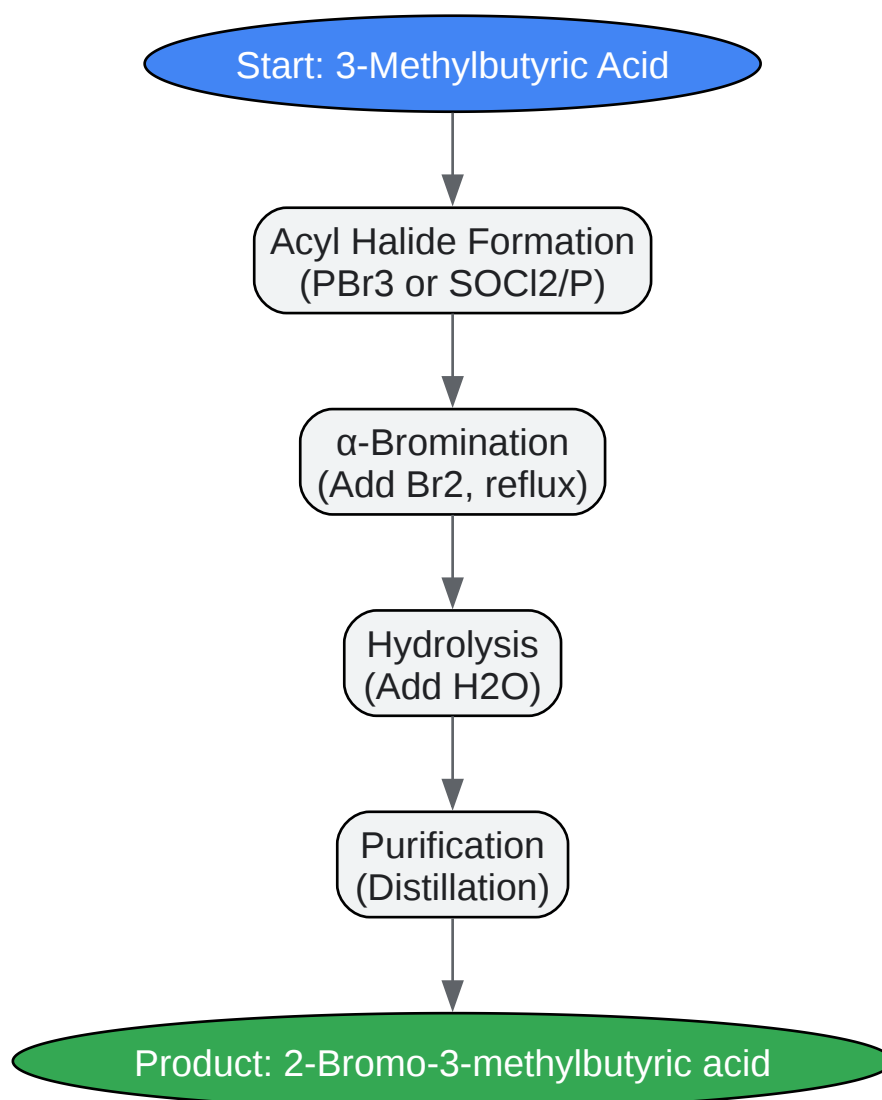 Start: 3-Methylbutyric Acid
Acyl Halide Formation
(PBr3 or SOCl2/P)
α-Bromination
(Add Br2, reflux)
Hydrolysis
(Add H2O)
Purification
(Distillation)
Product: 2-Bromo-3-methylbutyric acid